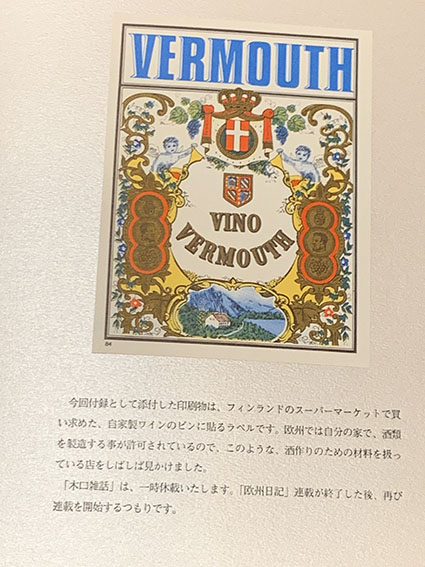 VERMOUTH
VINO
VERMOUTH
84
今回付録として添付した印刷物は、フィンランドのスーパーマーケットで買
い求めた、自家製ワインのビンに貼るラベルです。欧州では自分の家で、酒類
を製造する事が許可されているので、このような、酒作りのための材料を扱っ
ている店をしばしば見かけました。
「木口雑話」は、一時休載いたします。「欧州日記」連載が終了した後、再び
連載を開始するつもりです。